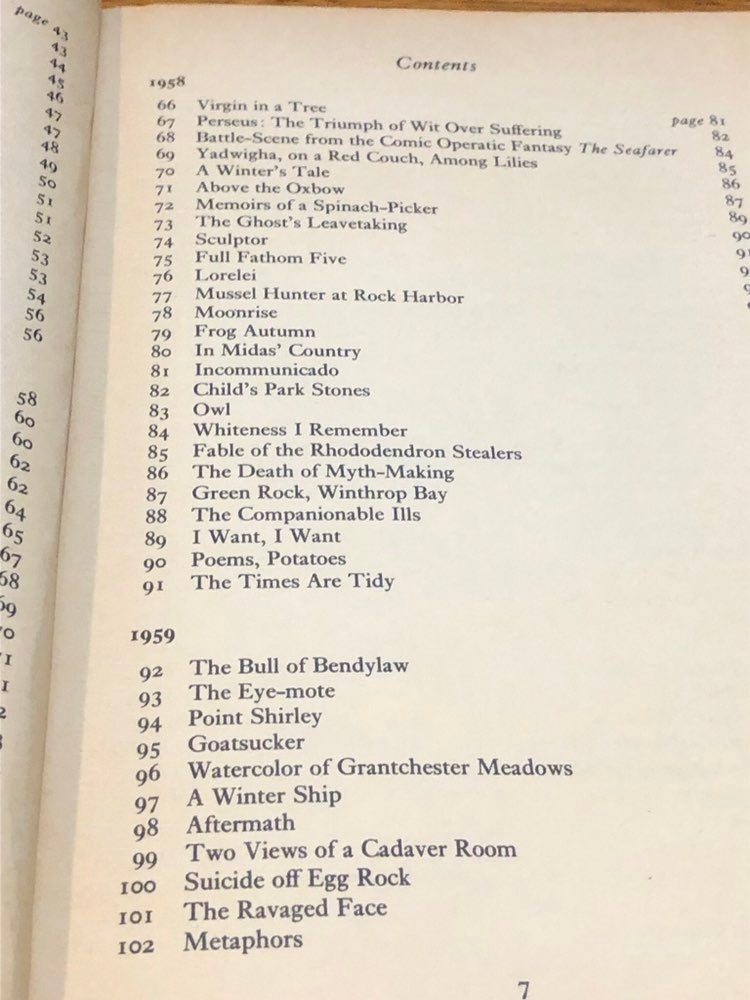 page 43
43
44
45
46
47
47
48
49
50
51
51
52
53
53
54
56
56
58
60
60
62
62
64
65
67
68
69
Contents
1958
66 Virgin in a Tree page 81
67 Perseus: The Triumph of Wit Over Suffering 82
68 Battle-Scene from the Comic Operatic Fantasy The Seafarer 84
69 Yadwigha, on a Red Couch, Among Lilies 85
70 A Winter's Tale 86
71 Above the Oxbow 87
72 Memoirs of a Spinach-Picker 89
73 The Ghost's Leavetaking 90
74 Sculptor
75 Full Fathom Five
76 Lorelei
77 Mussel Hunter at Rock Harbor
78 Moonrise
79 Frog Autumn
80 In Midas' Country
81 Incommunicado
82 Child's Park Stones
83 Owl
84 Whiteness I Remember
85 Fable of the Rhododendron Stealers
86 The Death of Myth-Making
87 Green Rock, Winthrop Bay
88 The Companionable Ills
89 I Want, I Want
90 Poems, Potatoes
91 The Times Are Tidy
1959
92 The Bull of Bendylaw
93 The Eye-mote
94 Point Shirley
95 Goatsucker
96 Watercolor of Grantchester Meadows
97 A Winter Ship
98 Aftermath
99 Two Views of a Cadaver Room
100 Suicide off Egg Rock
101 The Ravaged Face
102 Metaphors
7